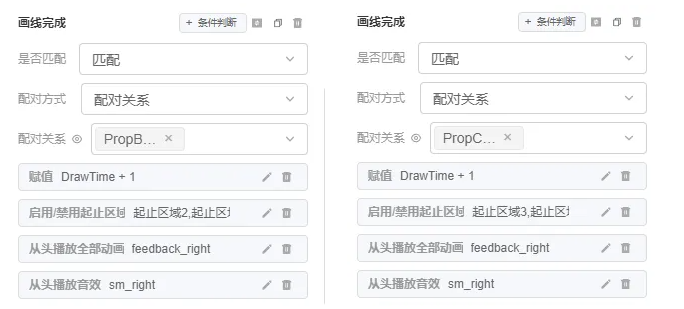 画线完成
+ 条件判断
是否匹配 匹配
配对方式 配对关系
配对关系 PropB... ×
赋值 DrawTime + 1
启用/禁用起止区域 起止区域2,起止区
从头播放全部动画 feedback_right
从头播放音效 sm_right
画线完成
+ 条件判断
是否匹配 匹配
配对方式 配对关系
配对关系 PropC... ×
赋值 DrawTime + 1
启用/禁用起止区域 起止区域3,起止区
从头播放全部动画 feedback_right
从头播放音效 sm_right